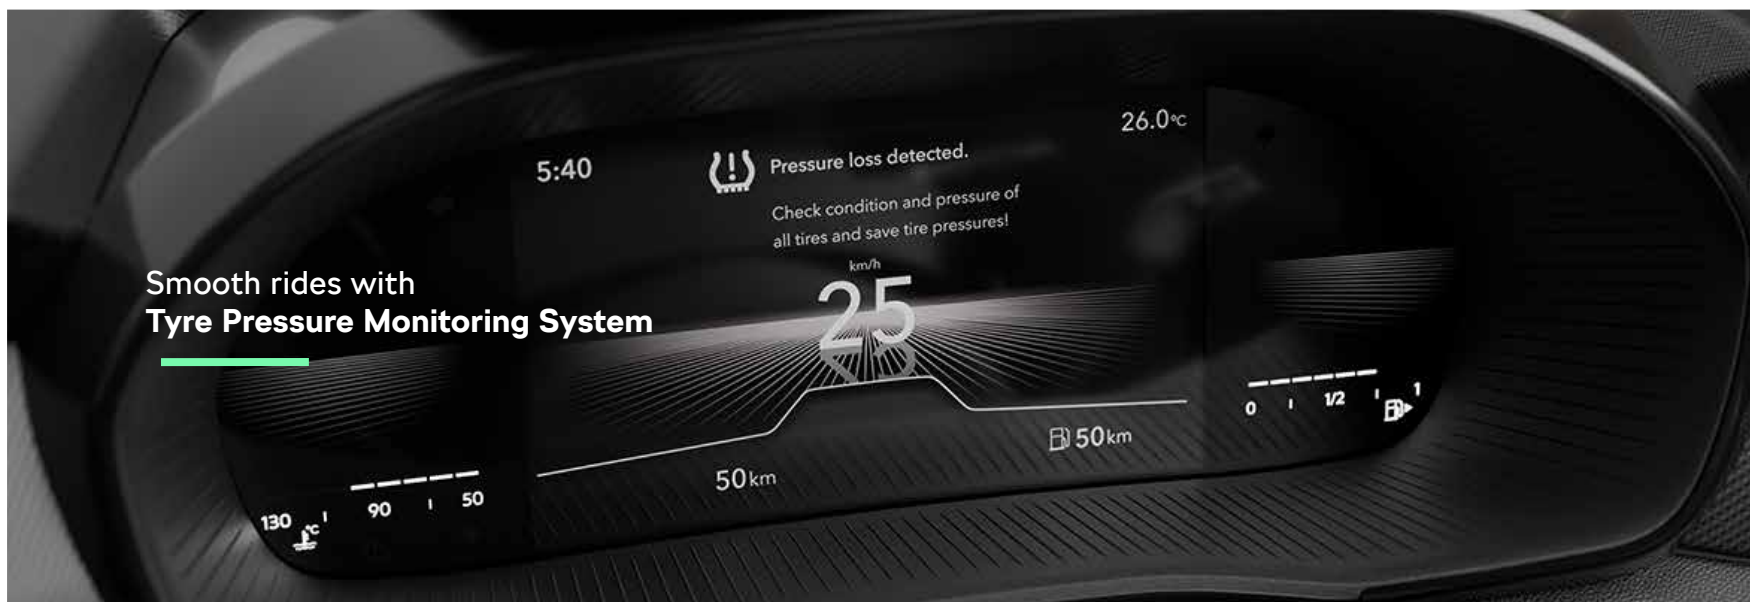 5:40
Pressure loss detected.
26.0°C
Check condition and pressure of
all tires and save tire pressures!
km/h
25
Smooth rides with
Tyre Pressure Monitoring System
0 1/2 1
50km
50km
130 90 50
°C